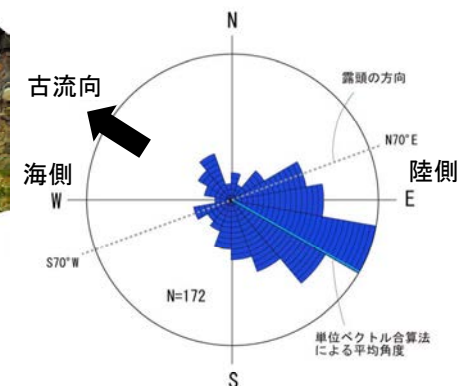 N
古流向
露頭の方向
N70°E
海側
陸側
W
E
S70°W
N=172
単位ベクトル合算法
による平均角度
S